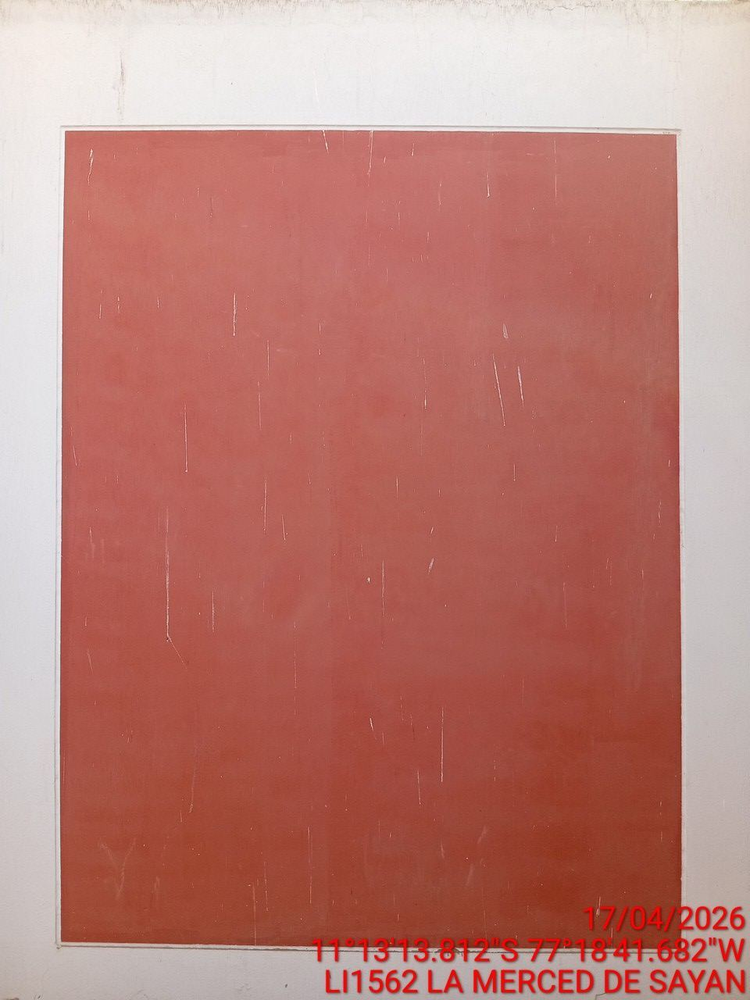 17/04/2026
11°13'13.812"S 77°18'41.682"W
LI1562 LA MERCED DE SAYAN